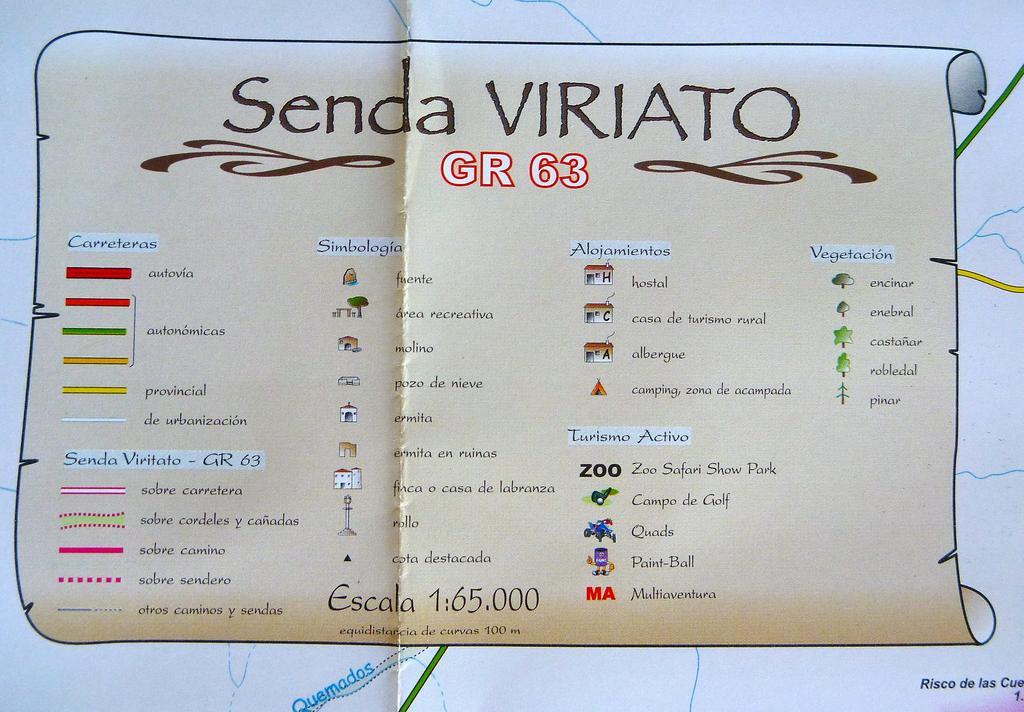 Senda VIRIATO
GR 63
Carreteras
autovía
autonómicas
provincial
de urbanización
Senda Viritato - GR 63
sobre carretera
sobre cordeles y cañadas
sobre camino
sobre sendero
otros caminos y sendas
Simbología
fuente
área recreativa
molino
pozo de nieve
ermita
ermita en ruinas
finca o casa de labranza
rollo
cota destacada
Escala 1:65.000
equidistancia de curvas 100 m
Alojamientos
H hostal
C casa de turismo rural
A albergue
camping, zona de acampada
Turismo Activo
ZOO Zoo Safari Show Park
Campo de Golf
Quads
Paint-Ball
MA Multiaventura
Vegetación
encinar
enebral
castañar
robledal
pinar
Quemados
Risco de las Cue
1.